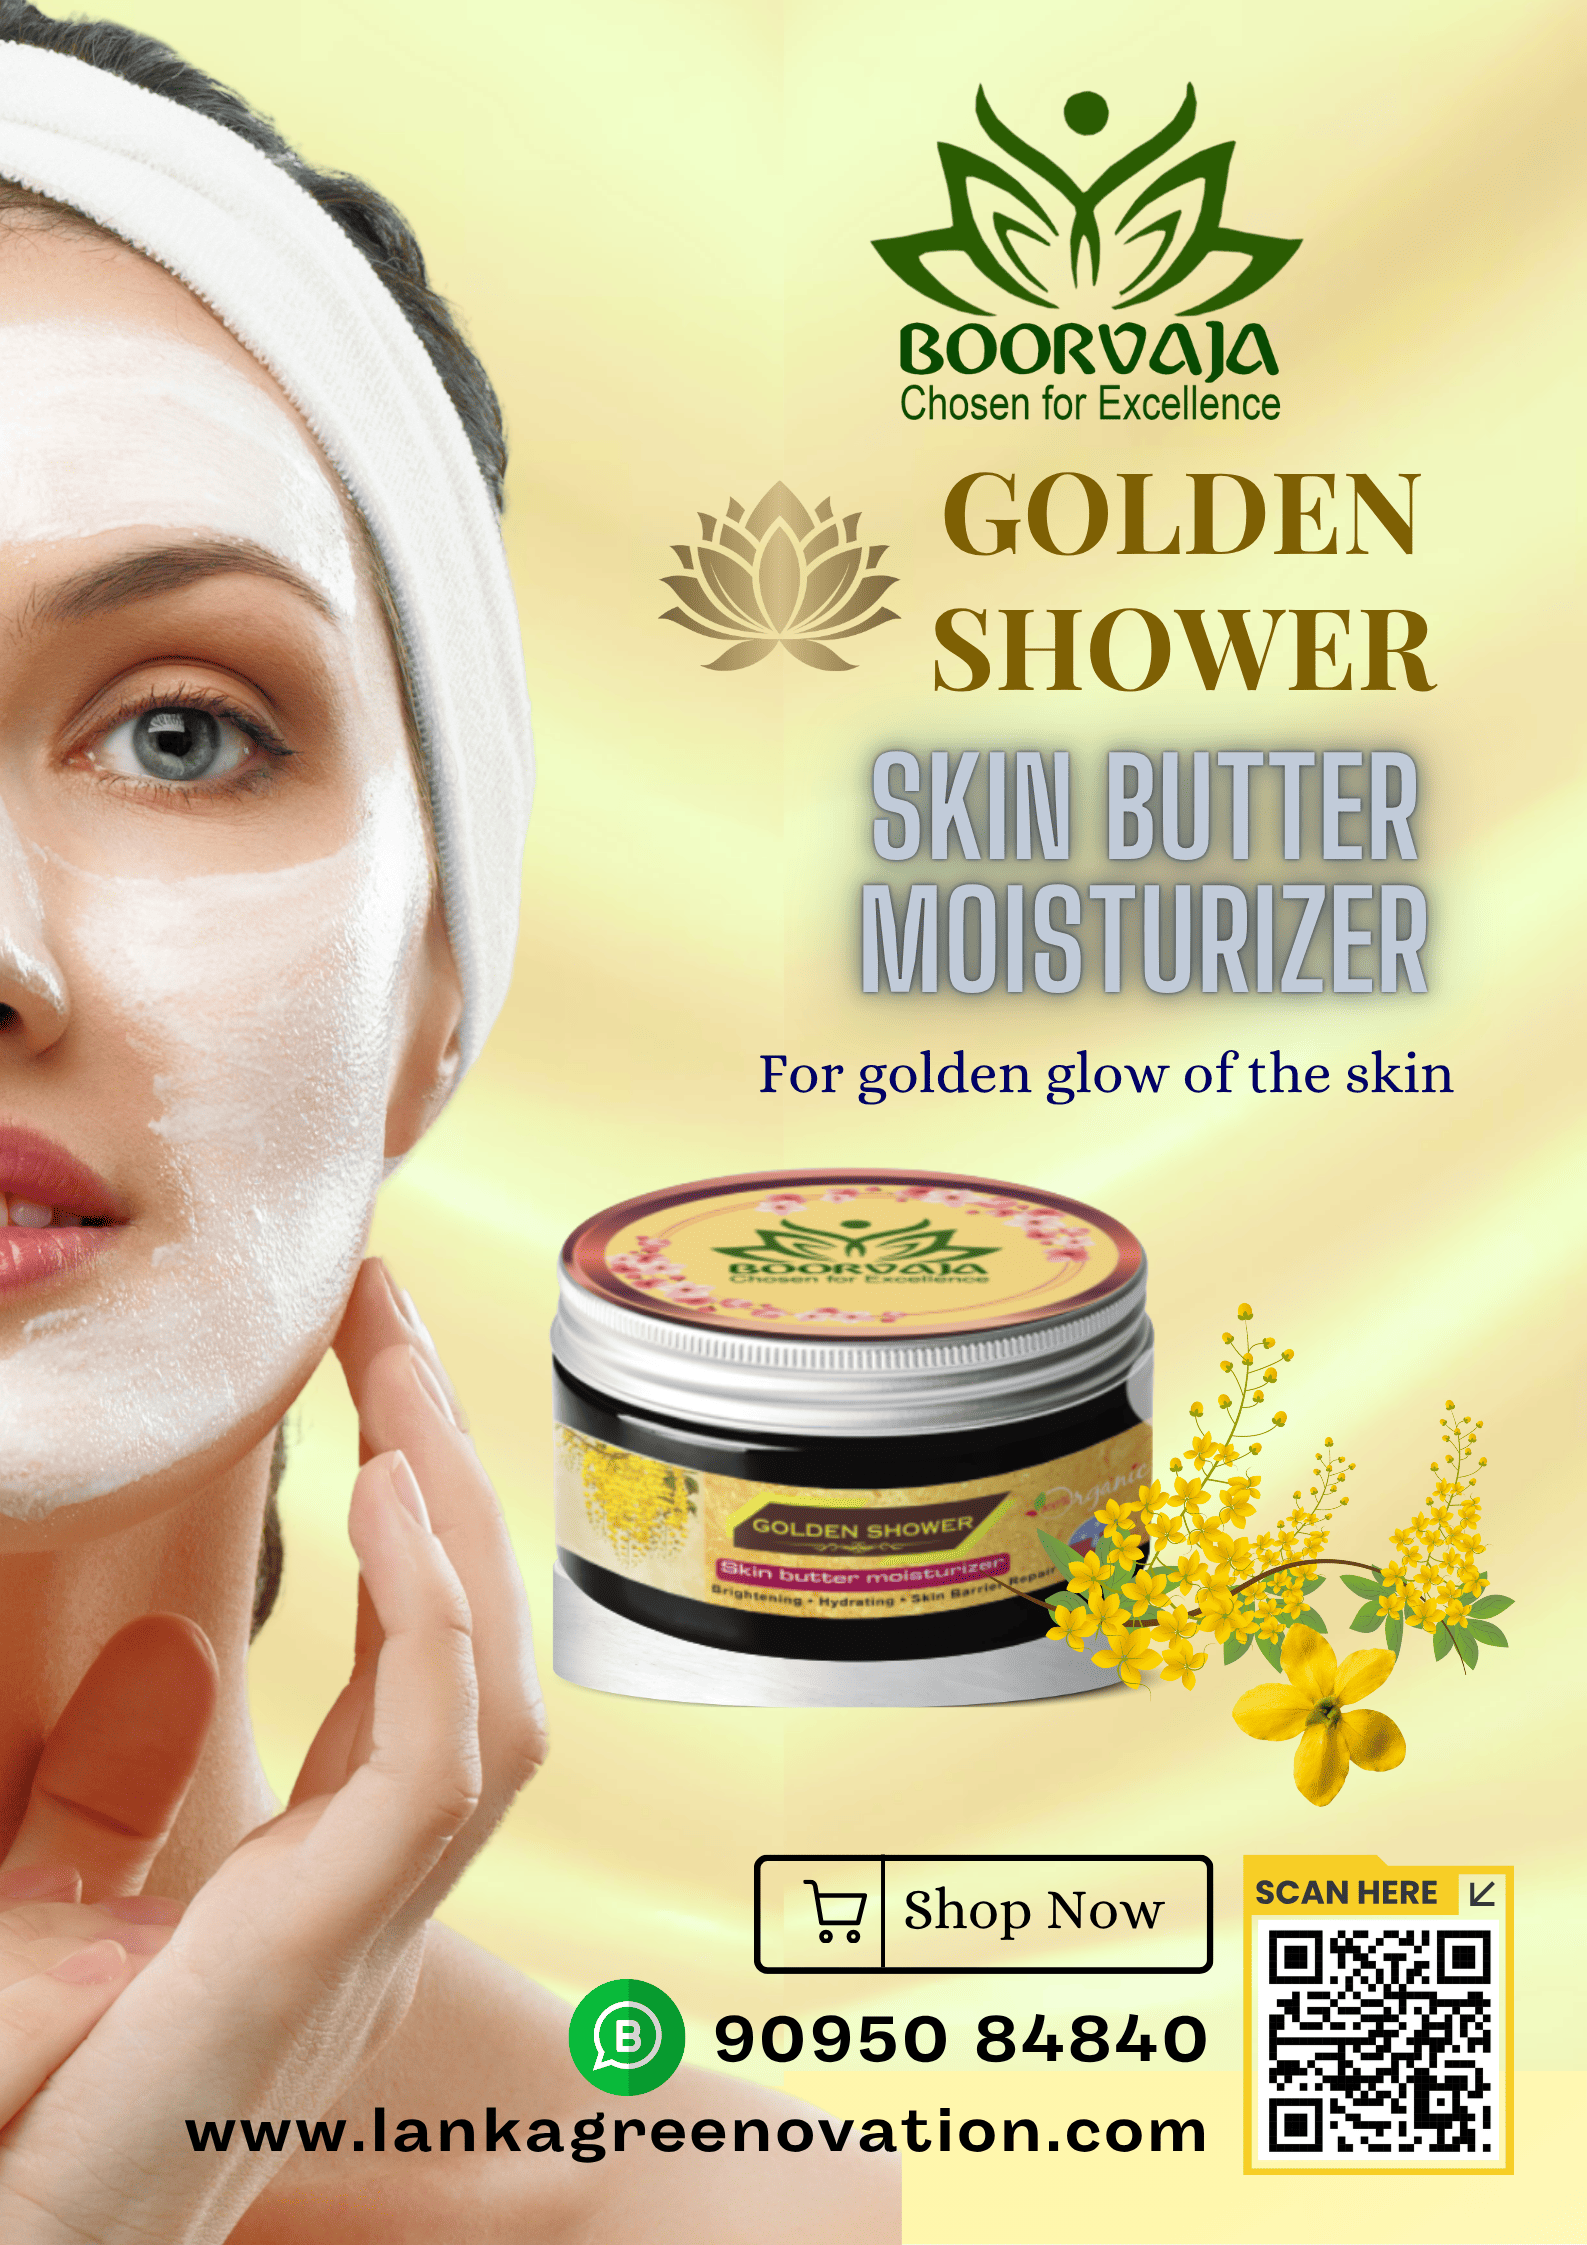 BOORVAJA
Chosen for Excellence
GOLDEN
SHOWER
SKIN BUTTER
MOISTURIZER
For golden glow of the skin
BOORVAJA
Chosen for Excellence
Organic
GOLDEN SHOWER
Skin butter moisturizer
Brightening • Hydrating • Skin Barrier Repair
Shop Now
SCAN HERE
B
90950 84840
www.lankagreenovation.com